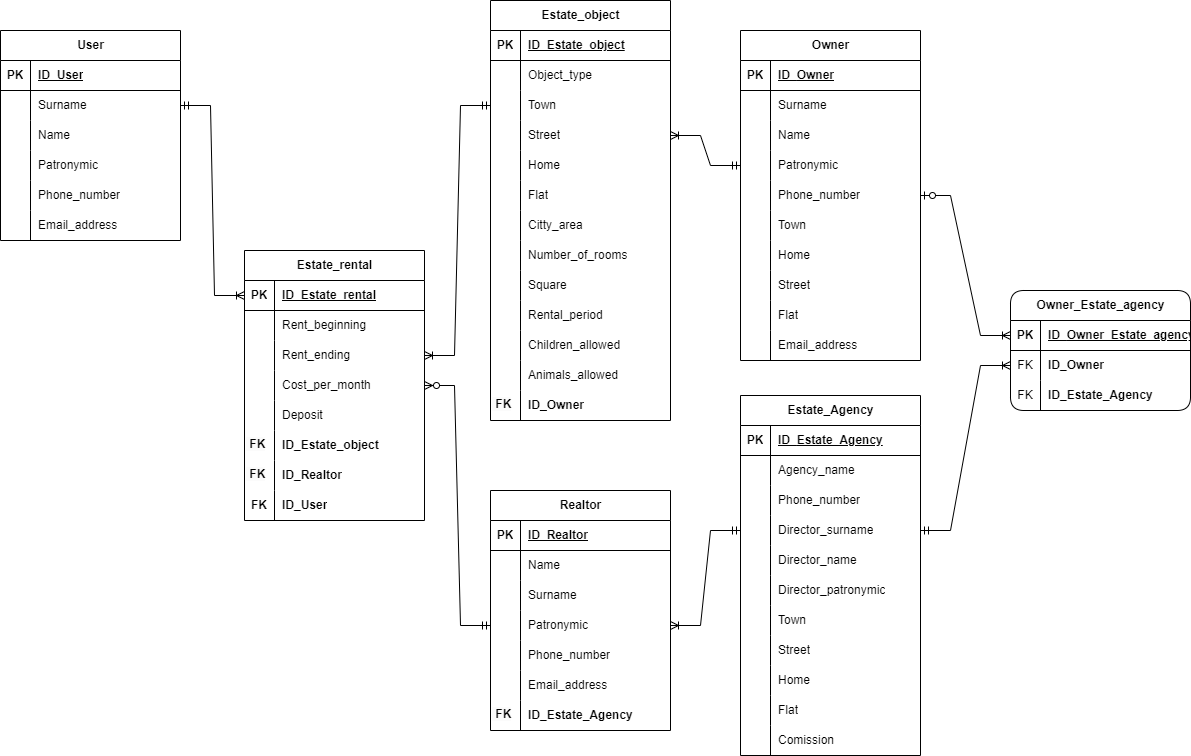 User
PK ID_User
Surname
Name
Patronymic
Phone_number
Email_address
Estate_rental
PK ID_Estate_rental
Rent_beginning
Rent_ending
Cost_per_month
Deposit
FK ID_Estate_object
FK ID_Realtor
FK ID_User
Estate_object
PK ID_Estate_object
Object_type
Town
Street
Home
Flat
Citty_area
Number_of_rooms
Square
Rental_period
Children_allowed
Animals_allowed
FK ID_Owner
Realtor
PK ID_Realtor
Name
Surname
Patronymic
Phone_number
Email_address
FK ID_Estate_Agency
Owner
PK ID_Owner
Surname
Name
Patronymic
Phone_number
Town
Home
Street
Flat
Email_address
Estate_Agency
PK ID_Estate_Agency
Agency_name
Phone_number
Director_surname
Director_name
Director_patronymic
Town
Street
Home
Flat
Comission
Owner_Estate_agency
PK ID_Owner_Estate_agency
FK ID_Owner
FK ID_Estate_Agency